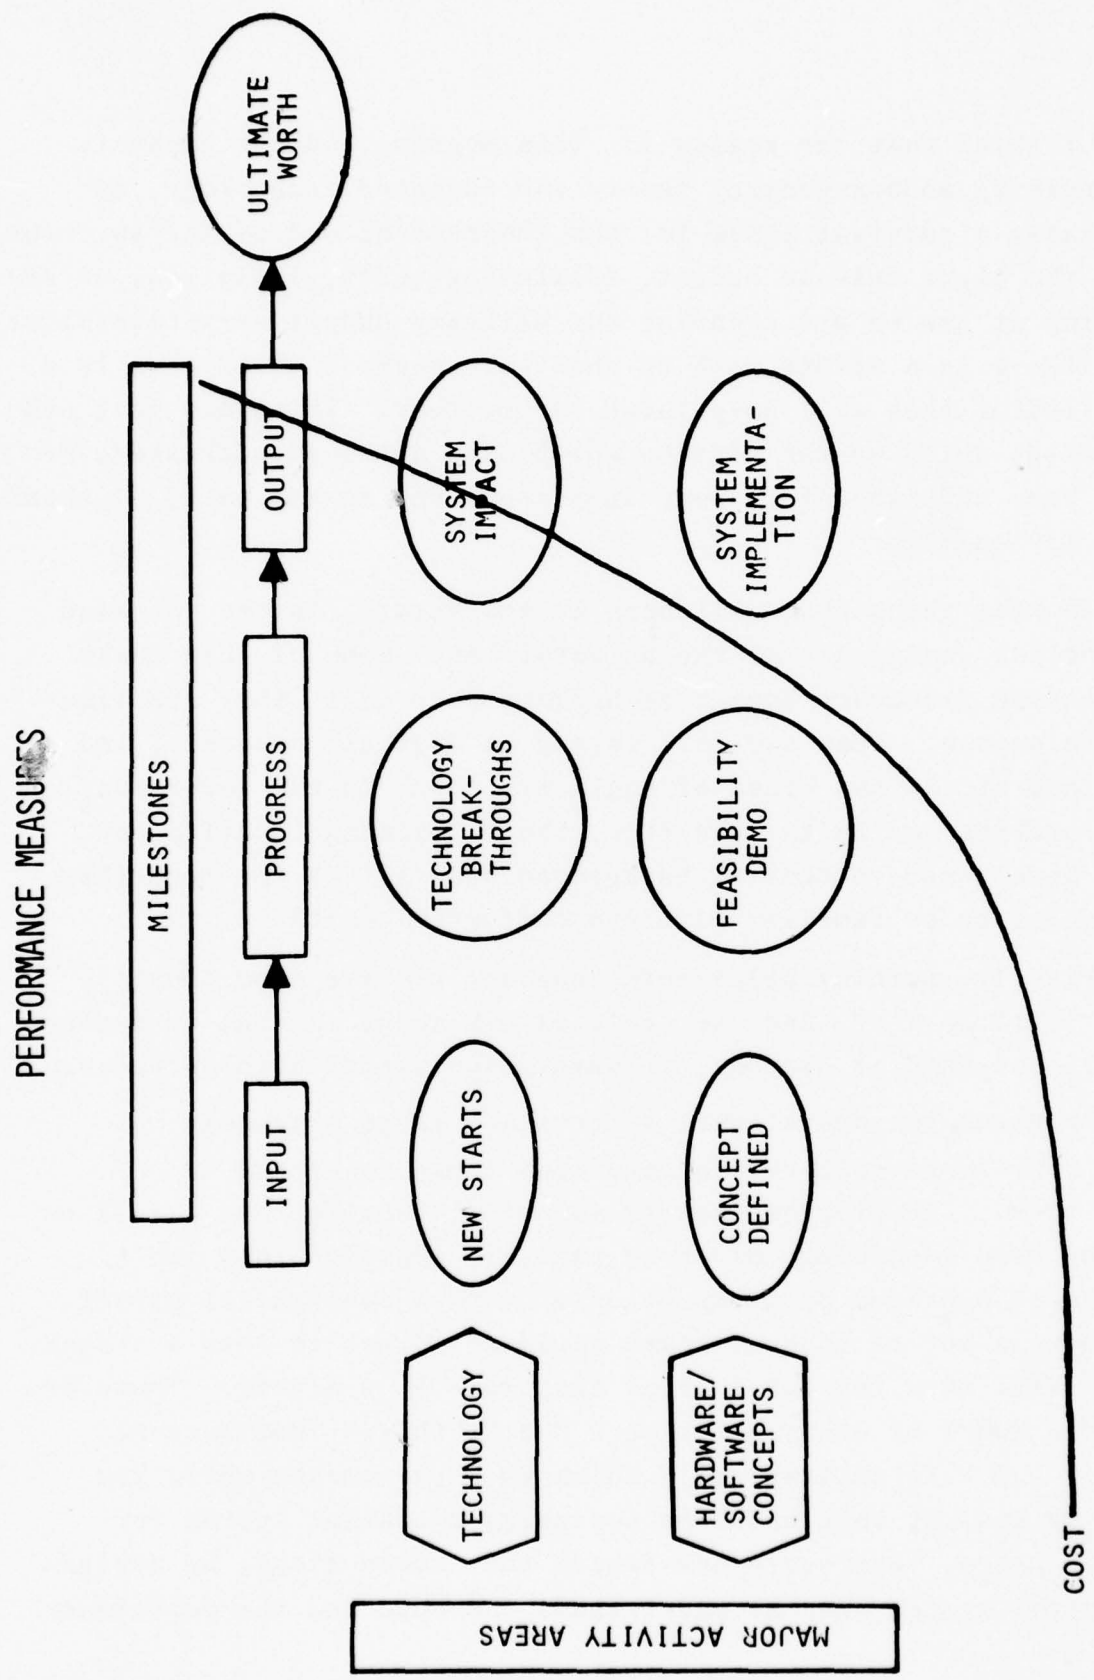 PERFORMANCE MEASURES
MILESTONES
INPUT
PROGRESS
OUTPUT
ULTIMATE
WORTH
MAJOR ACTIVITY AREAS
TECHNOLOGY
NEW STARTS
TECHNOLOGY
BREAK-
THROUGHS
SYSTEM
IMPACT
HARDWARE/
SOFTWARE
CONCEPTS
CONCEPT
DEFINED
FEASIBILITY
DEMO
SYSTEM
IMPLEMENTA-
TION
COST